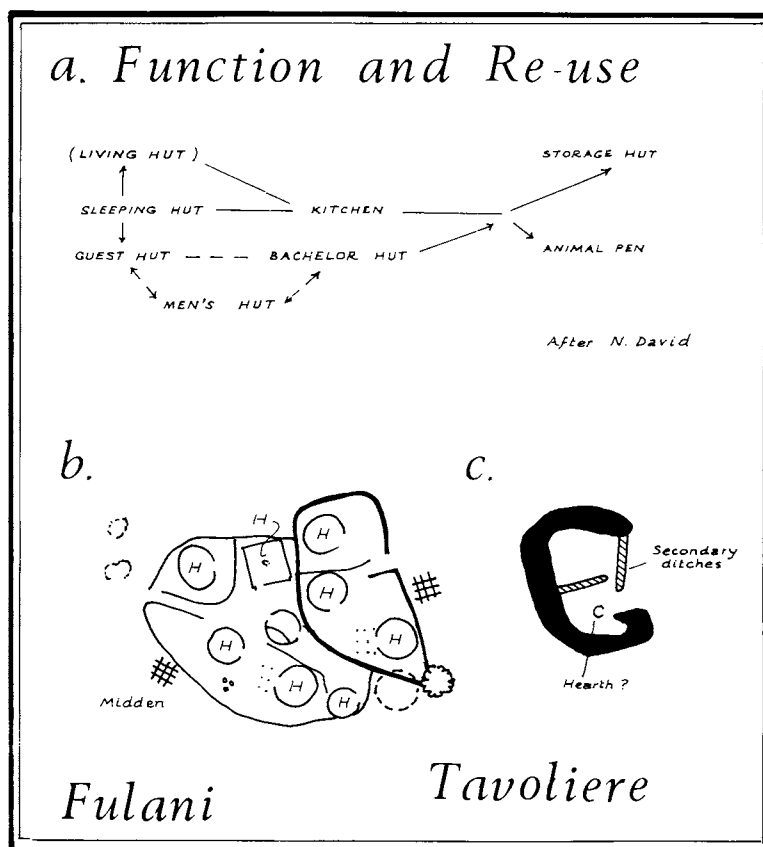 a. Function and Re-use
(LIVING HUT)
STORAGE HUT
SLEEPING HUT
KITCHEN
GUEST HUT
BACHELOR HUT
ANIMAL PEN
MEN'S HUT
After N. David
b.
c.
H
H
H
H
H
H
H
H
Midden
Secondary
ditches
C
Hearth ?
Fulani
Tavoliere